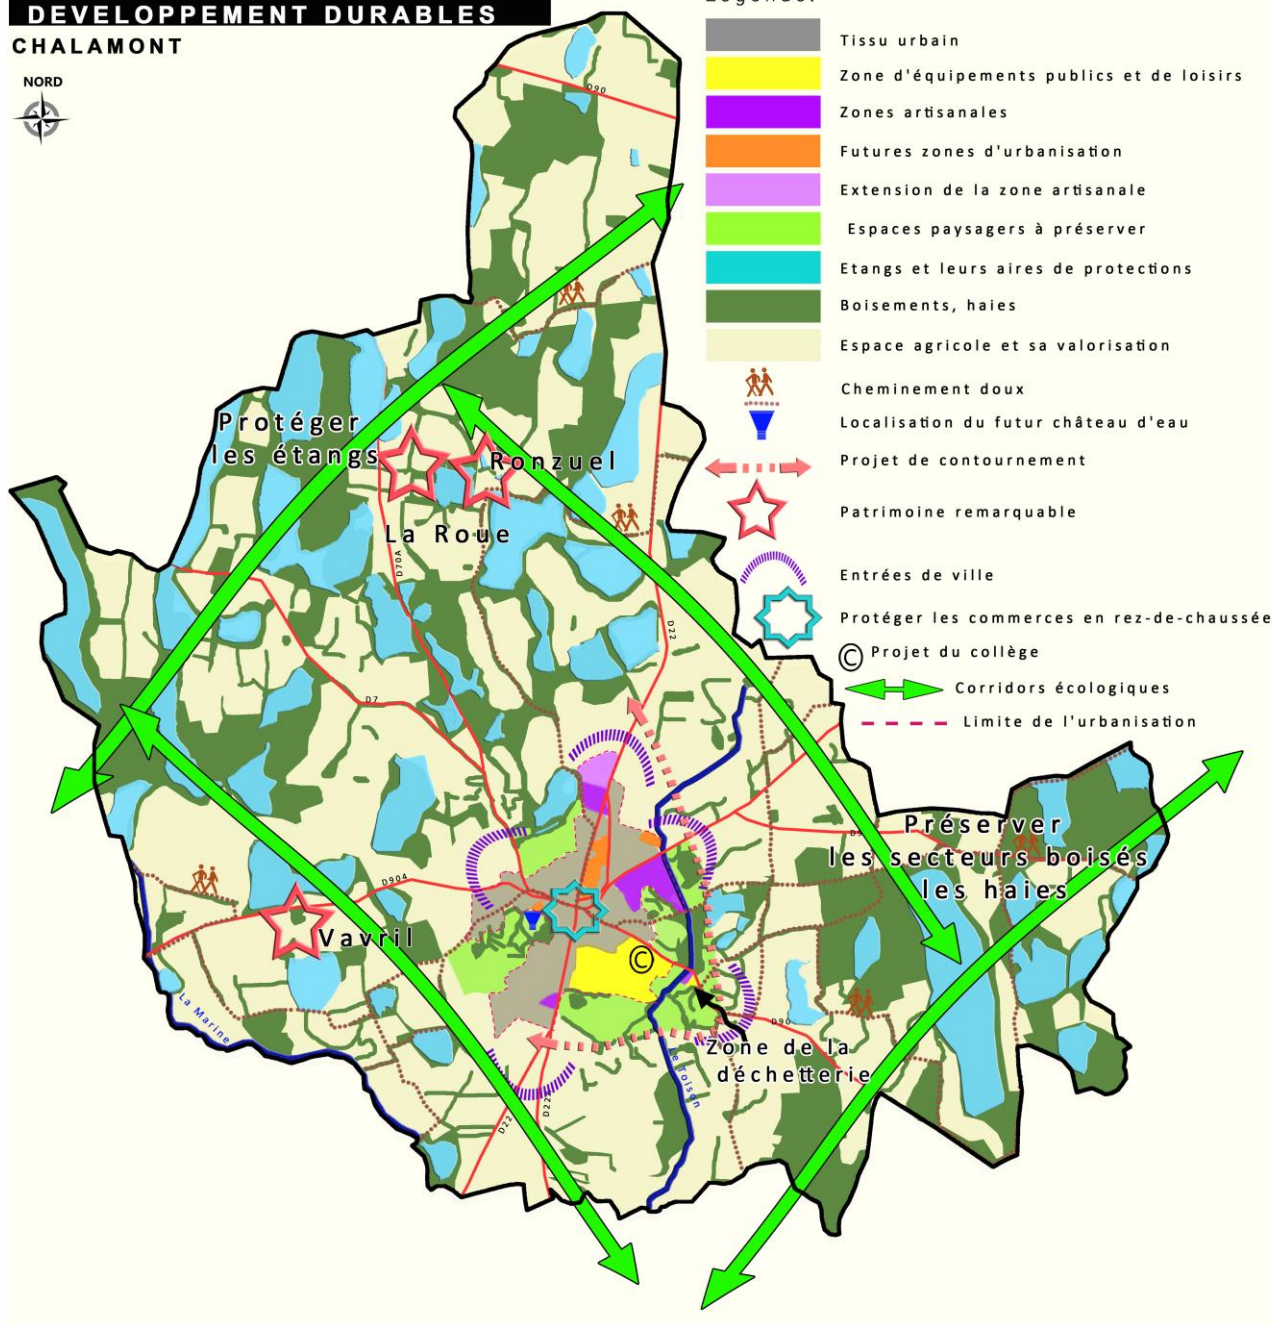 DEVELOPPEMENT DURABLES
CHALAMONT
NORD
Tissu urbain
Zone d'équipements publics et de loisirs
Zones artisanales
Futures zones d'urbanisation
Extension de la zone artisanale
Espaces paysagers à préserver
Etangs et leurs aires de protections
Boisements, haies
Espace agricole et sa valorisation
Cheminement doux
Localisation du futur château d'eau
Projet de contournement
Patrimoine remarquable
Entrées de ville
Protéger les commerces en rez-de-chaussée
© Projet du collège
Corridors écologiques
Limite de l'urbanisation
D90
Protéger
les étangs
Ronzuel
La Roue
D70A
D22
D7
Préserver
les secteurs boisés
les haies
D904
Vavril
©
La Marine
D90
Zone de la
déchetterie
Le Toison
D22
D22